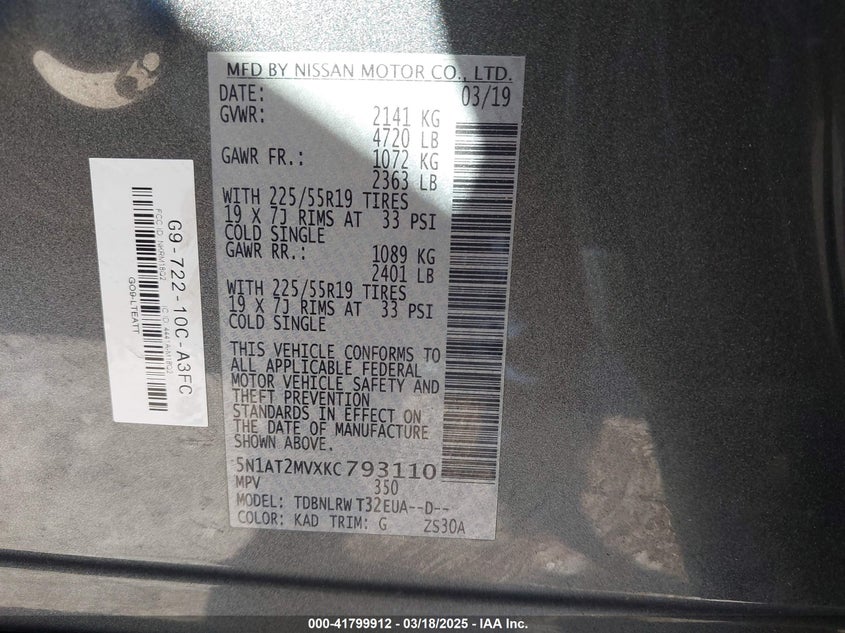 MFD BY NISSAN MOTOR CO., LTD.
DATE: 03/19
GVWR: 2141 KG
4720 LB
GAWR FR.: 1072 KG
2363 LB
WITH 225/55R19 TIRES
19 X 7J RIMS AT 33 PSI
COLD SINGLE
GAWR RR.: 1089 KG
2401 LB
WITH 225/55R19 TIRES
19 X 7J RIMS AT 33 PSI
COLD SINGLE
THIS VEHICLE CONFORMS TO
ALL APPLICABLE FEDERAL
MOTOR VEHICLE SAFETY AND
THEFT PREVENTION
STANDARDS IN EFFECT ON
THE DATE OF MANUFACTURE
SHOWN ABOVE.
5N1AT2MVXKC793110
MPV 350
MODEL: TDBNLRW T32EUA--D--
COLOR: KAD TRIM: G ZS30A
G9-722-10C-A3FC
FCC ID:
GO9-LTEATT
000-41799912 - 03/18/2025 - IAA Inc.